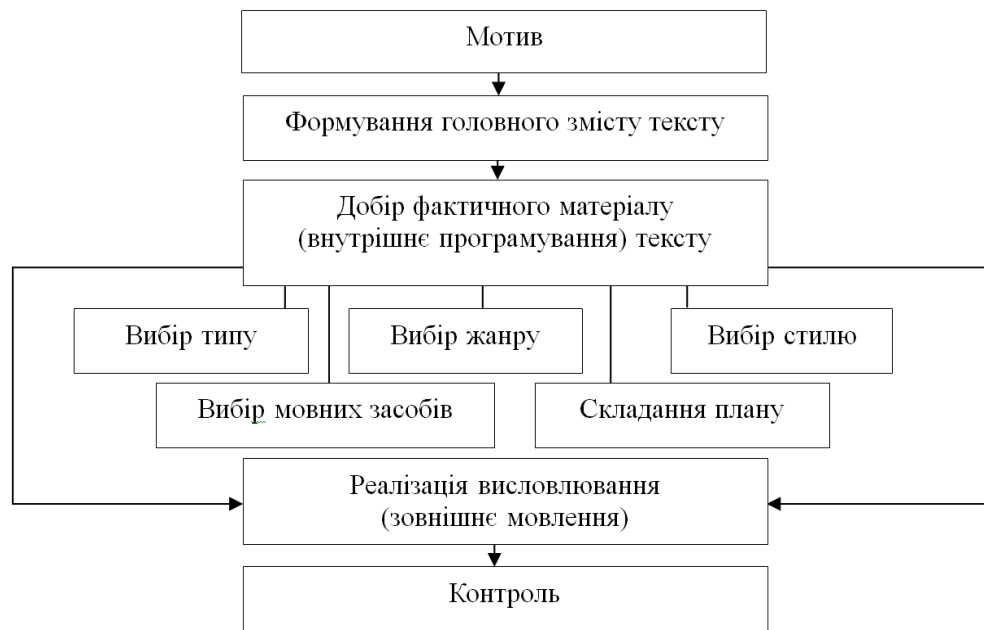 Мотив
Формування головного змісту тексту
Добір фактичного матеріалу
(внутрішнє програмування) тексту
Вибір типу
Вибір жанру
Вибір стилю
Вибір мовних засобів
Складання плану
Реалізація висловлювання
(зовнішнє мовлення)
Контроль